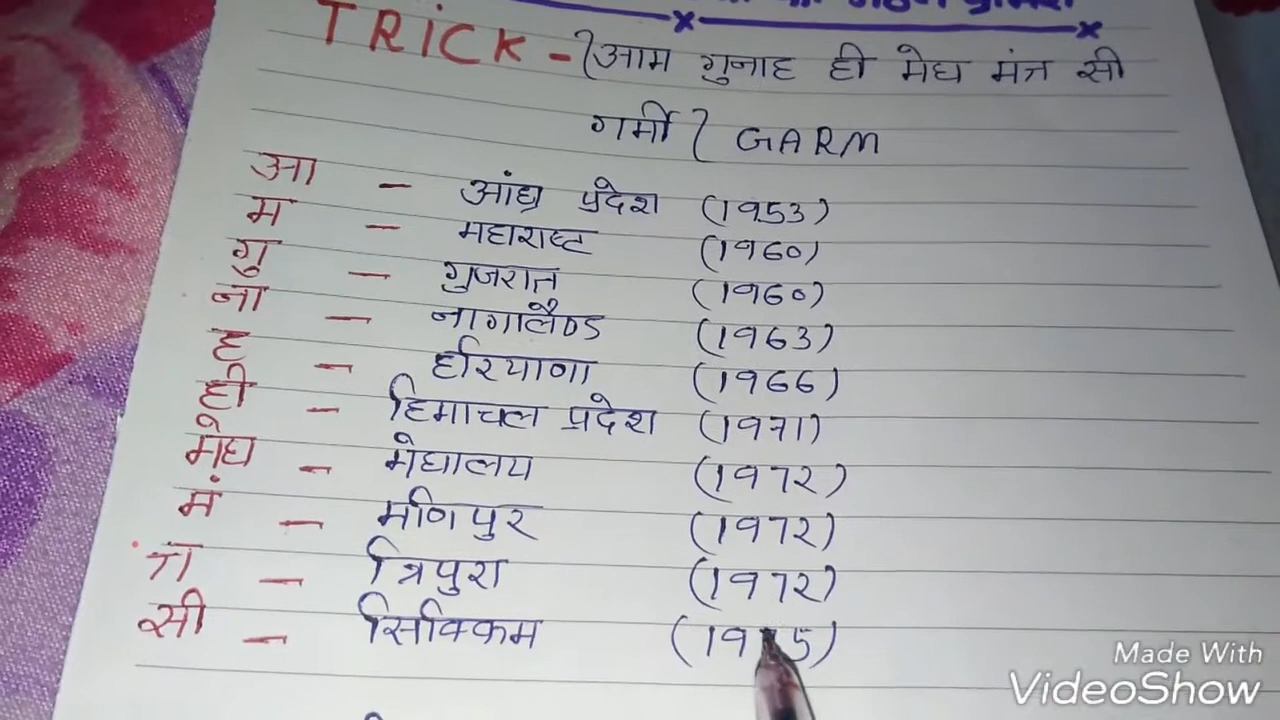 TRICK - ? आम गुनाह ही मेघ मंत्र सी
गर्मी ? GARM
आ - आंध्र प्रदेश (1953)
म - महाराष्ट (1960)
गु - गुजरात (1960)
ना - नागालैण्ड (1963)
ह - हरियाणा (1966)
ही - हिमाचल प्रदेश (1971)
मेघ - मेघालय (1972)
मं - मणिपुर (1972)
त्र - त्रिपुरा (1972)
सी - सिक्किम (1975)
Made With
VideoShow